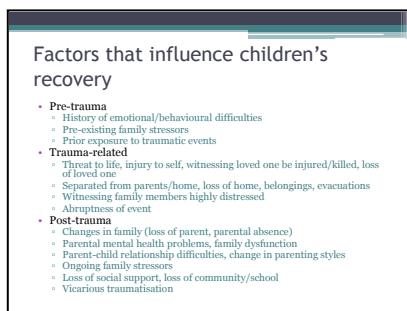 Factors that influence children's
recovery
• Pre-trauma
▫ History of emotional/behavioural difficulties
▫ Pre-existing family stressors
▫ Prior exposure to traumatic events
• Trauma-related
▫ Threat to life, injury to self, witnessing loved one be injured/killed, loss
of loved one
▫ Separated from parents/home, loss of home, belongings, evacuations
▫ Witnessing family members highly distressed
▫ Abruptness of event
• Post-trauma
▫ Changes in family (loss of parent, parental absence)
▫ Parental mental health problems, family dysfunction
▫ Parent-child relationship difficulties, change in parenting styles
▫ Ongoing family stressors
▫ Loss of social support, loss of community/school
▫ Vicarious traumatisation